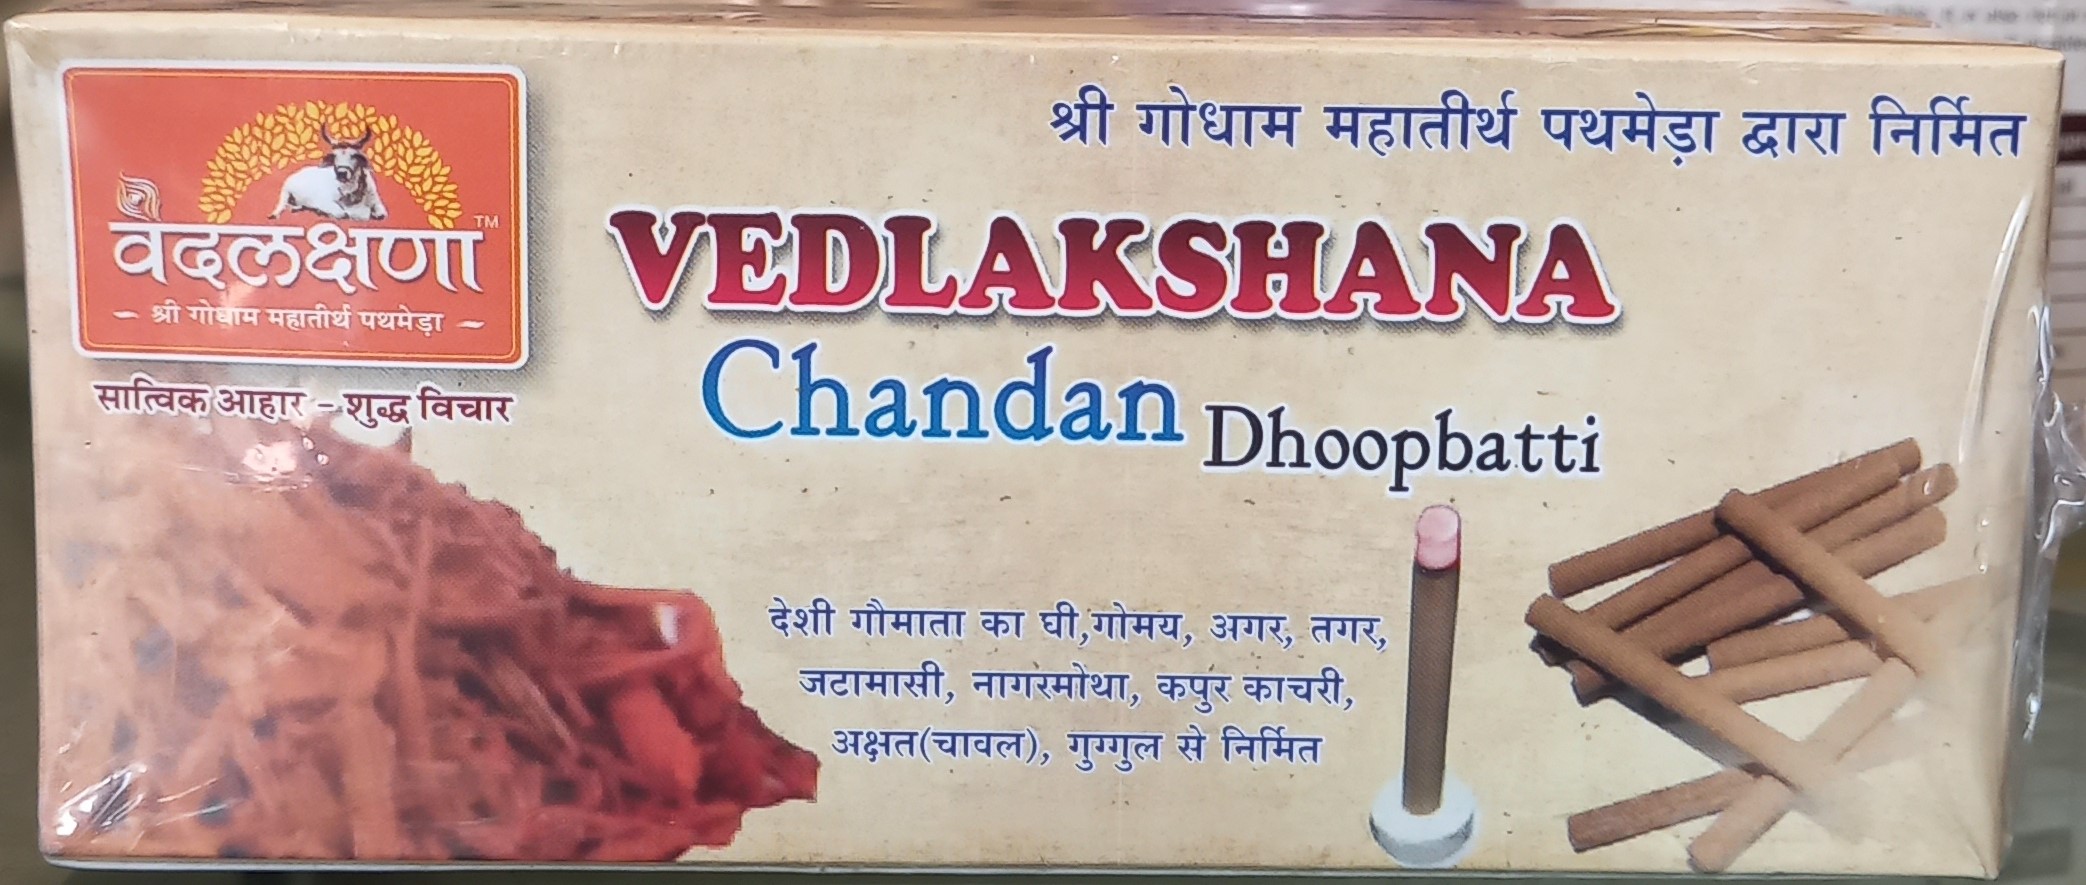 वेदलक्षणा TM
श्री गोधाम महातीर्थ पथमेड़ा
सात्विक आहार - शुद्ध विचार
श्री गोधाम महातीर्थ पथमेड़ा द्वारा निर्मित
VEDLAKSHANA
Chandan Dhoopbatti
देशी गौमाता का घी,गोमय, अगर, तगर,
जटामासी, नागरमोथा, कपुर काचरी,
अक्षत(चावल), गुग्गुल से निर्मित